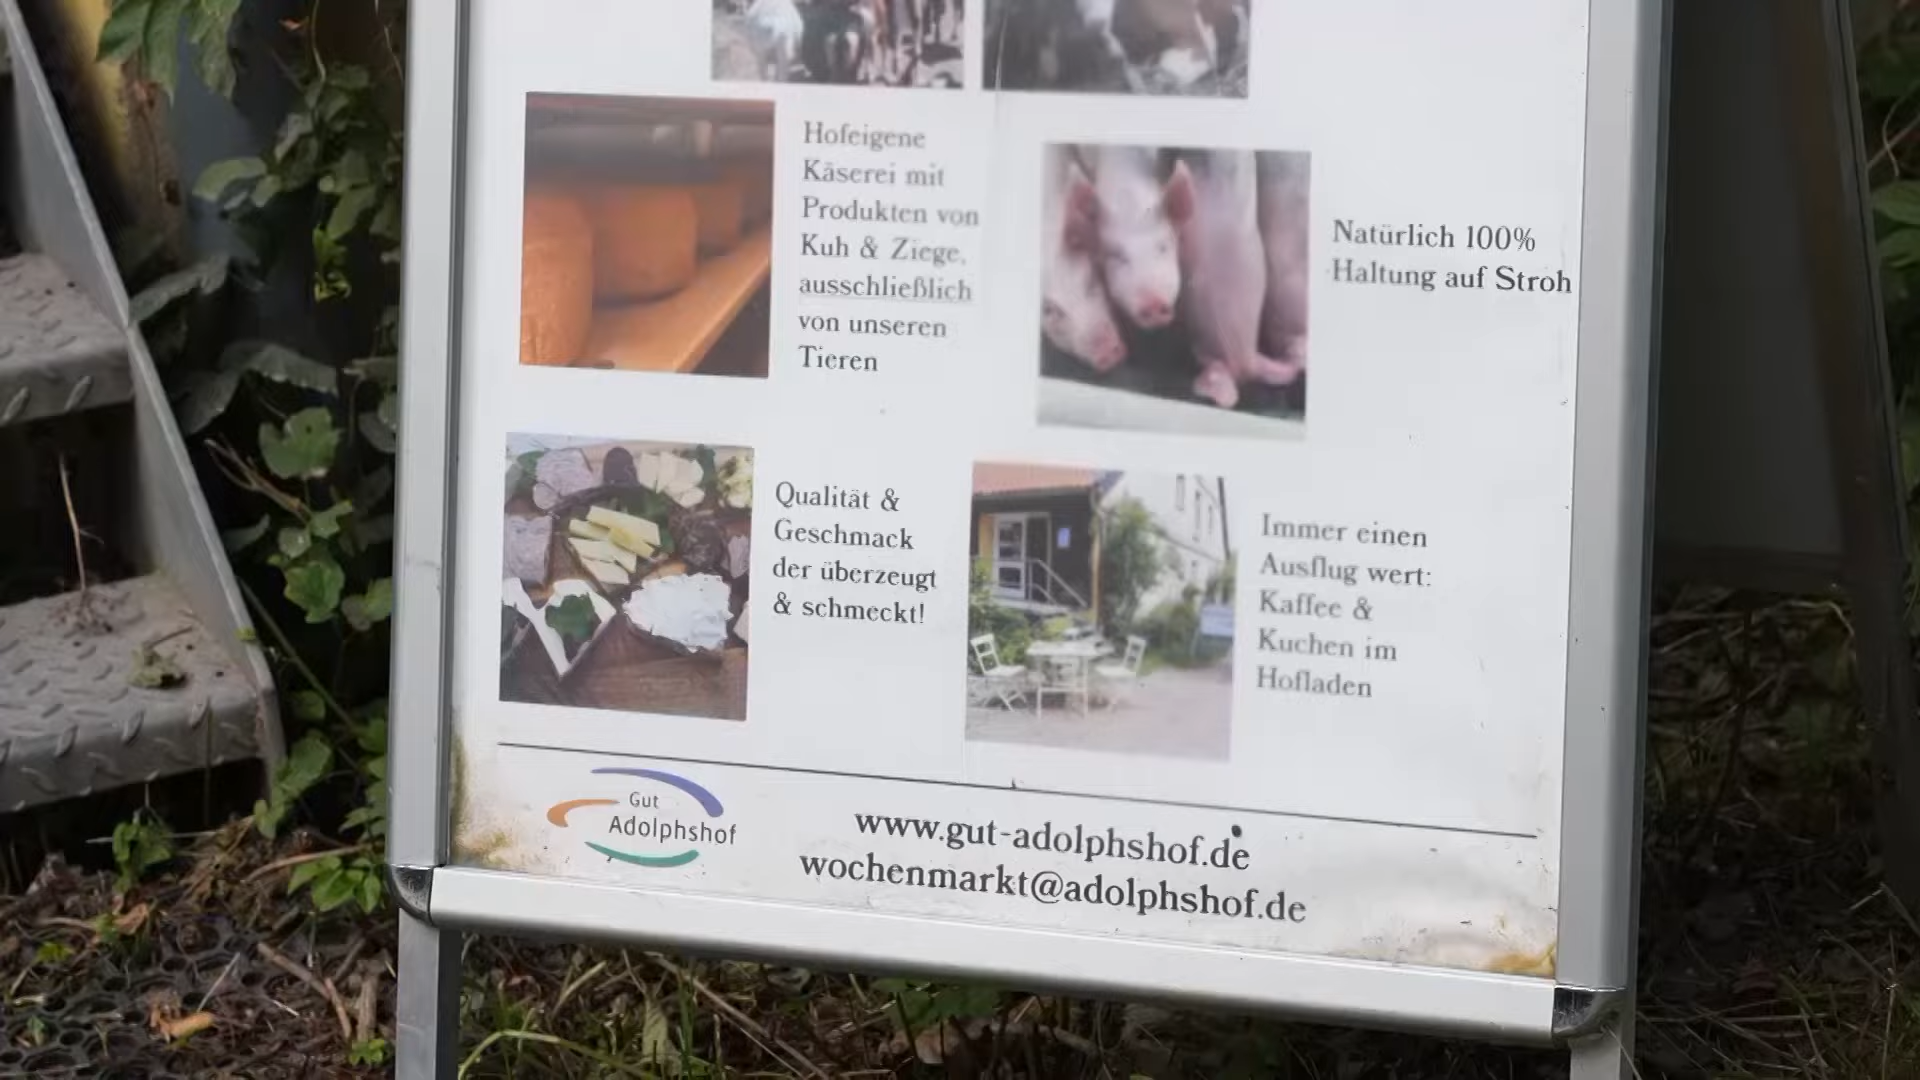 Hofeigene
Käserei mit
Produkten von
Kuh & Ziege,
ausschließlich
von unseren
Tieren
Natürlich 100%
Haltung auf Stroh
Qualität &
Geschmack
der überzeugt
& schmeckt!
Immer einen
Ausflug wert:
Kaffee &
Kuchen im
Hofladen
Gut
Adolphshof
www.gut-adolphshof.de
wochenmarkt@adolphshof.de